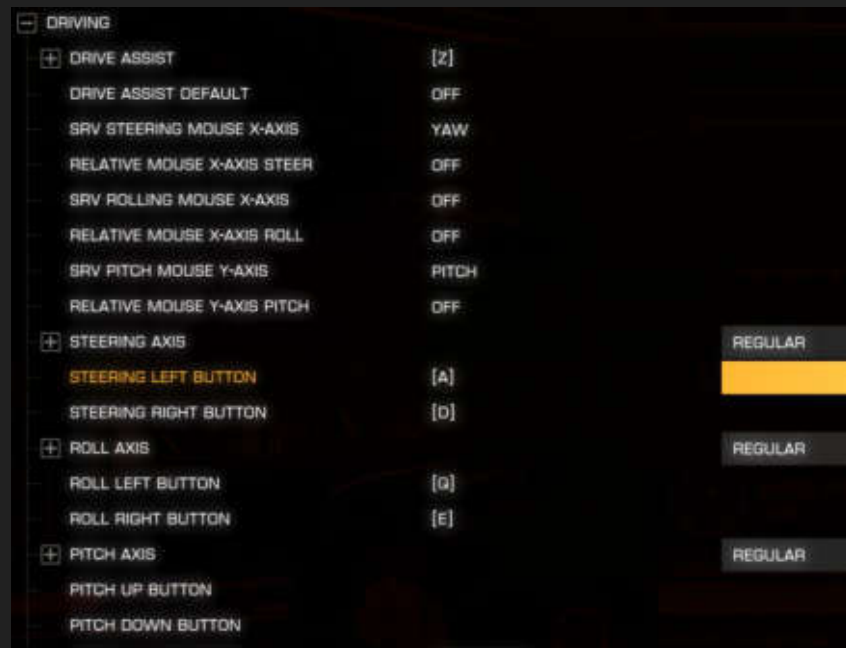 DRIVING
DRIVE ASSIST [Z]
DRIVE ASSIST DEFAULT OFF
SRV STEERING MOUSE X-AXIS YAW
RELATIVE MOUSE X-AXIS STEER OFF
SRV ROLLING MOUSE X-AXIS OFF
RELATIVE MOUSE X-AXIS ROLL OFF
SRV PITCH MOUSE Y-AXIS PITCH
RELATIVE MOUSE Y-AXIS PITCH OFF
STEERING AXIS REGULAR
STEERING LEFT BUTTON [A]
STEERING RIGHT BUTTON [D]
ROLL AXIS REGULAR
ROLL LEFT BUTTON [Q]
ROLL RIGHT BUTTON [E]
PITCH AXIS REGULAR
PITCH UP BUTTON
PITCH DOWN BUTTON